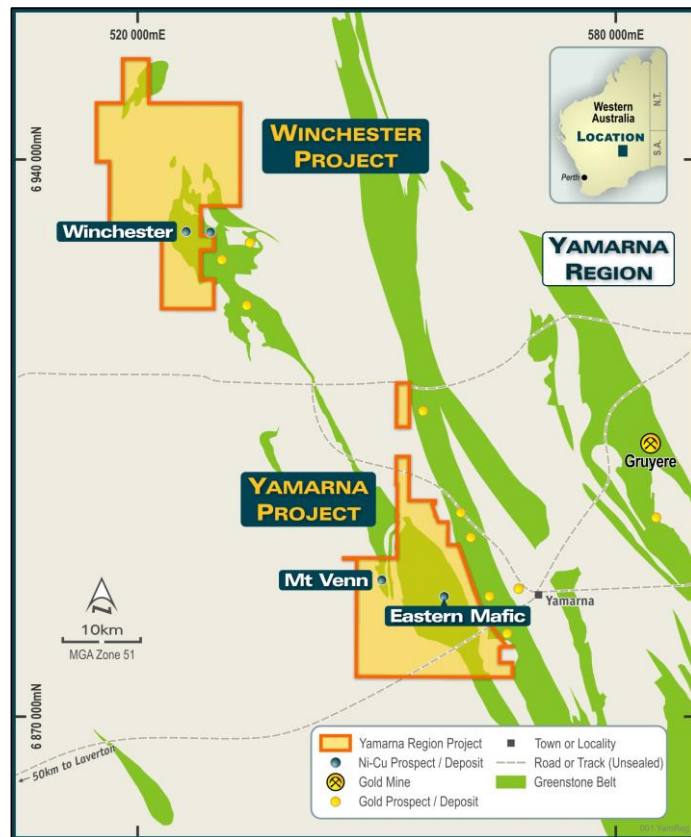 520 000mE
580 000mE
6 940 000mN
6 870 000mN
WINCHESTER
PROJECT
Western
Australia
LOCATION
N.T.
S.A.
Perth
YAMARNA
REGION
Winchester
Gruyere
YAMARNA
PROJECT
Mt Venn
Eastern Mafic
Yamarna
10km
MGA Zone 51
50km to Laverton
Yamarna Region Project
Ni-Cu Prospect / Deposit
Gold Mine
Gold Prospect / Deposit
Town or Locality
Road or Track (Unsealed)
Greenstone Belt